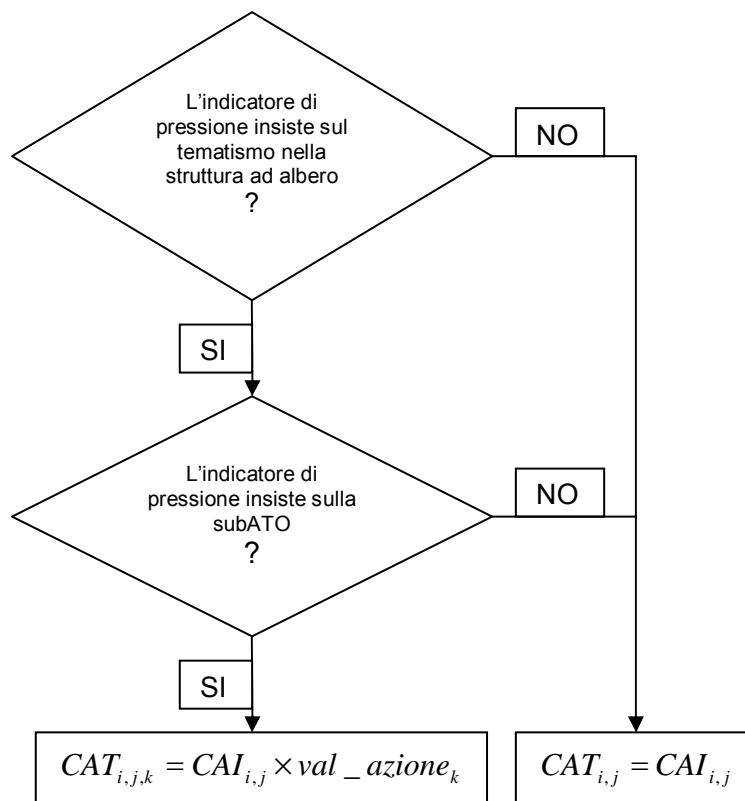 L'indicatore di
pressione insiste sul
tematismo nella
struttura ad albero
?
NO
SI
L'indicatore di
pressione insiste sulla
subATO
?
NO
SI
CAT_{i,j,k} = CAI_{i,j} × val_azione_k
CAT_{i,j} = CAI_{i,j}